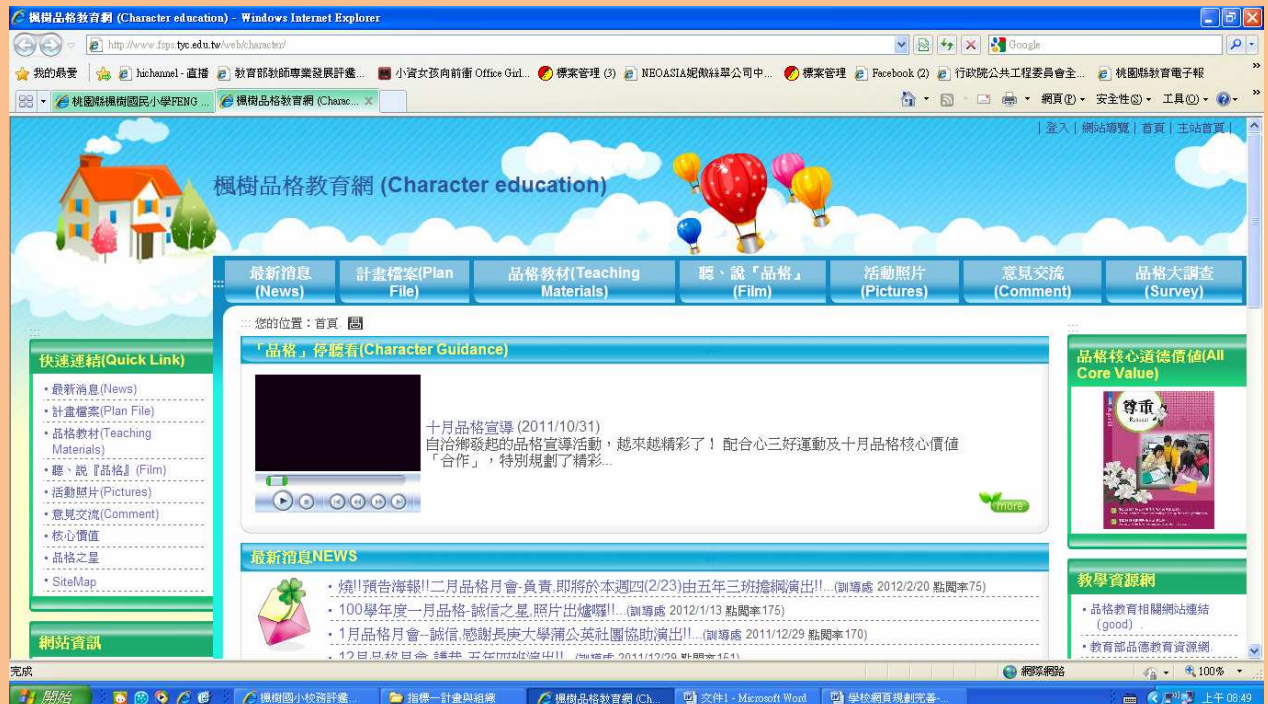 楓樹品格教育網 (Character education) - Windows Internet Explorer
http://www.fsps.tyc.edu.tw/web/character/
Google
我的最愛 hichannel - 直播 教育部教師專業發展評鑑... 小資女孩向前衝 Office Girl... 標案管理 (3) NEOASIA妮傲絲翠公司中... 標案管理 Facebook (2) 行政院公共工程委員會全... 桃園縣教育電子報
桃園縣楓樹國民小學FENG ... 楓樹品格教育網 (Charac... 網頁(P) 安全性(S) 工具(O)
| 登入 | 網站導覽 | 首頁 | 主站首頁 |
楓樹品格教育網 (Character education)
最新消息 (News)
計畫檔案(Plan File)
品格教材(Teaching Materials)
聽、說『品格』 (Film)
活動照片 (Pictures)
意見交流 (Comment)
品格大調查 (Survey)
您的位置：首頁
快速連結(Quick Link)
‧最新消息(News)
‧計畫檔案(Plan File)
‧品格教材(Teaching
Materials)
‧聽、說『品格』(Film)
‧活動照片(Pictures)
‧意見交流(Comment)
‧核心價值
‧品格之星
‧SiteMap
網站資訊
「品格」停聽看(Character Guidance)
十月品格宣導 (2011/10/31)
自治鄉發起的品格宣導活動，越來越精彩了！ 配合心三好運動及十月品格核心價值
「合作」，特別規劃了精彩...
more
最新消息NEWS
‧燒!!預告海報!!二月品格月會-負責,即將於本週四(2/23)由五年三班擔綱演出!!...(訓導處 2012/2/20 點閱率75)
‧100學年度一月品格-誠信之星,照片出爐囉!!...(訓導處 2012/1/13 點閱率175)
‧1月品格月會-誠信,感謝長庚大學蒲公英社團協助演出!!...(訓導處 2011/12/29 點閱率170)
品格核心道德價值(All
Core Value)
尊重
教學資源網
‧品格教育相關網站連結
(good) .
‧教育部品德教育資源網.
完成
網際網路
100%
開始
楓樹國小校務評鑑...
指標一計畫與組織
楓樹品格教育網 (Ch...
文件1 - Microsoft Word
學校網頁規劃完善-...
上午 08:49